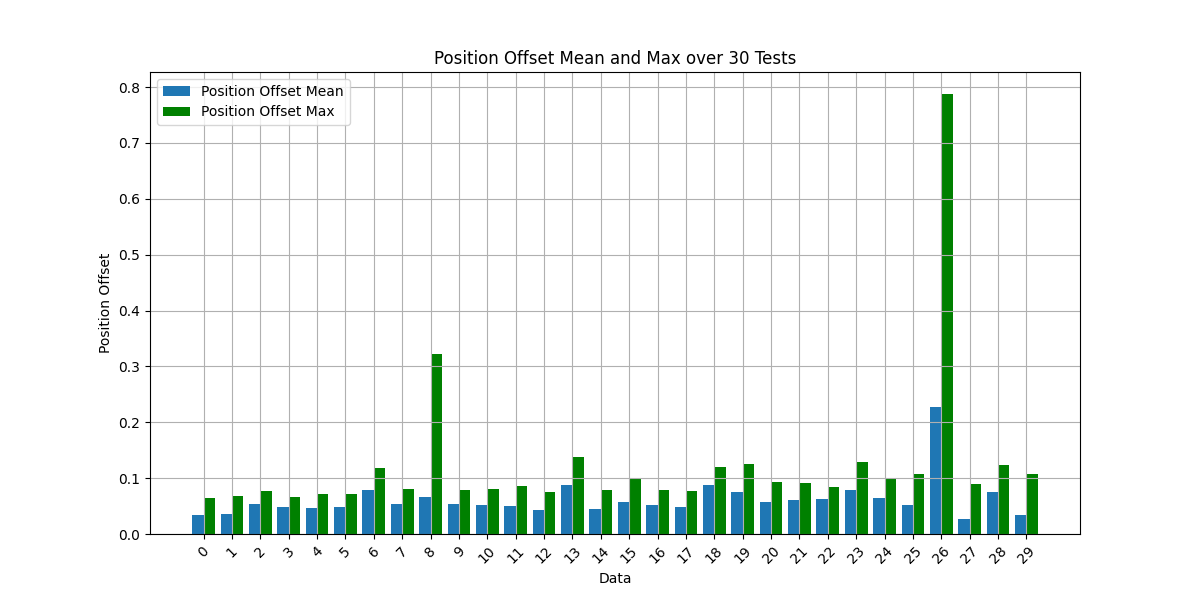 Position Offset Mean and Max over 30 Tests
Position Offset Mean
Position Offset Max
0.8
0.7
0.6
0.5
0.4
0.3
0.2
0.1
0.0
Position Offset
0 1 2 3 4 5 6 7 8 9 10 11 12 13 14 15 16 17 18 19 20 21 22 23 24 25 26 27 28 29
Data